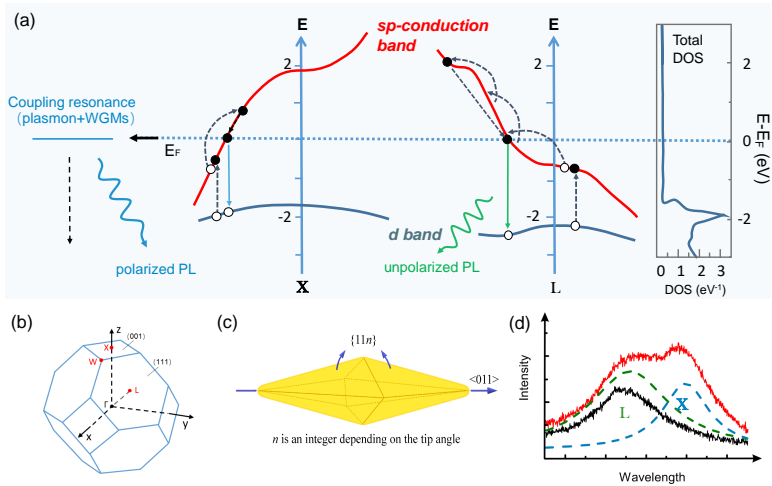 (a)
E
sp-conduction
band
E
Total
DOS
2
2
2
Coupling resonance
(plasmon+WGMs)
EF
0
E-EF (eV)
-2
-2
-2
d band
polarized PL
unpolarized PL
0 1 2 3
DOS (eV-1)
X
L
(b)
z
(001)
X
W
(111)
L
Γ
x
y
(c)
{11n}
<011>
n is an integer depending on the tip angle
(d)
Intensity
L
X
Wavelength